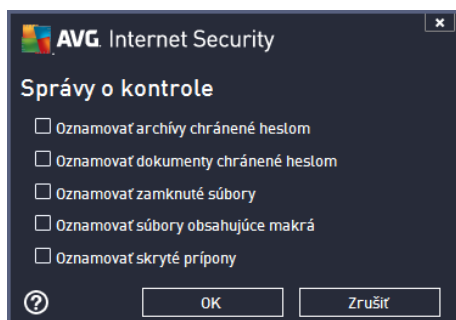 AVG. Internet Security
Správy o kontrole
Oznamovať archívy chránené heslom
Oznamovať dokumenty chránené heslom
Oznamovať zamknuté súbory
Oznamovať súbory obsahujúce makrá
Oznamovať skryté prípony
OK Zrušiť